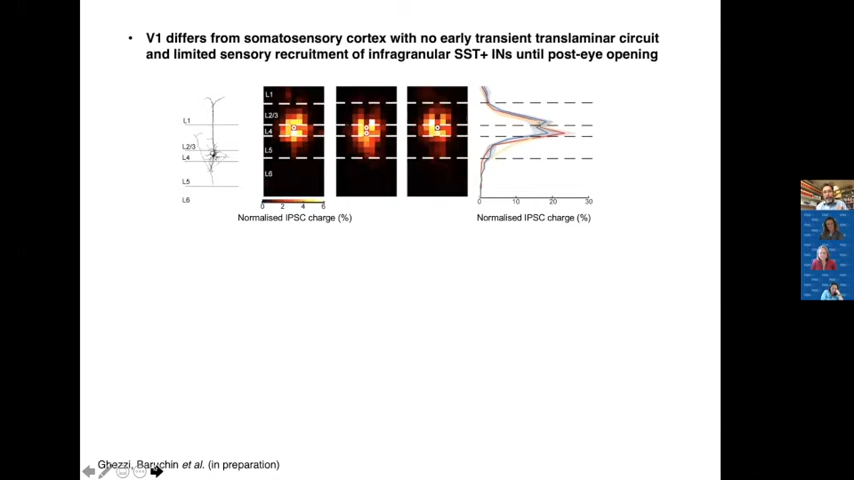 • V1 differs from somatosensory cortex with no early transient translaminar circuit
and limited sensory recruitment of infragranular SST+ INs until post-eye opening
L1
L2/3
L4
L5
L6
L1
L2/3
L4
L5
L6
0 2 4 6
Normalised IPSC charge (%)
0 10 20 30
Normalised IPSC charge (%)
Ghezzi, Baruchin et al. (in preparation)